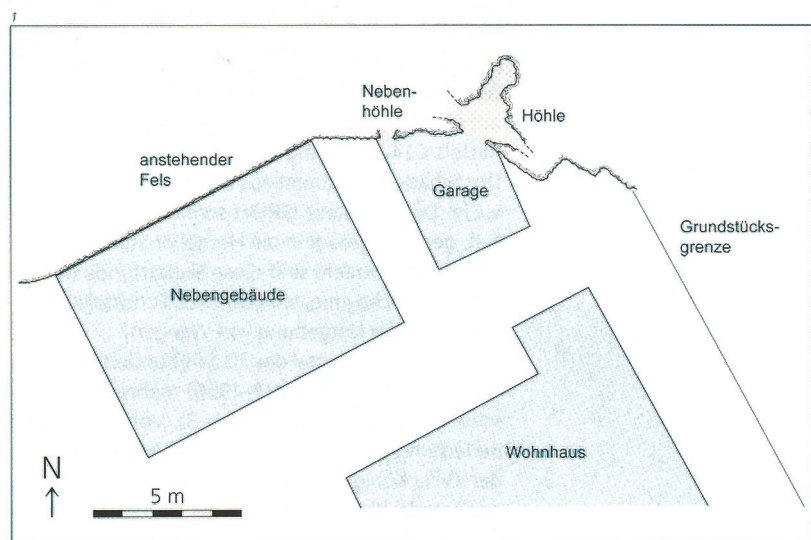 1
Neben-
höhle
Höhle
anstehender
Fels
Garage
Grundstücks-
grenze
Nebengebäude
Wohnhaus
N
5 m